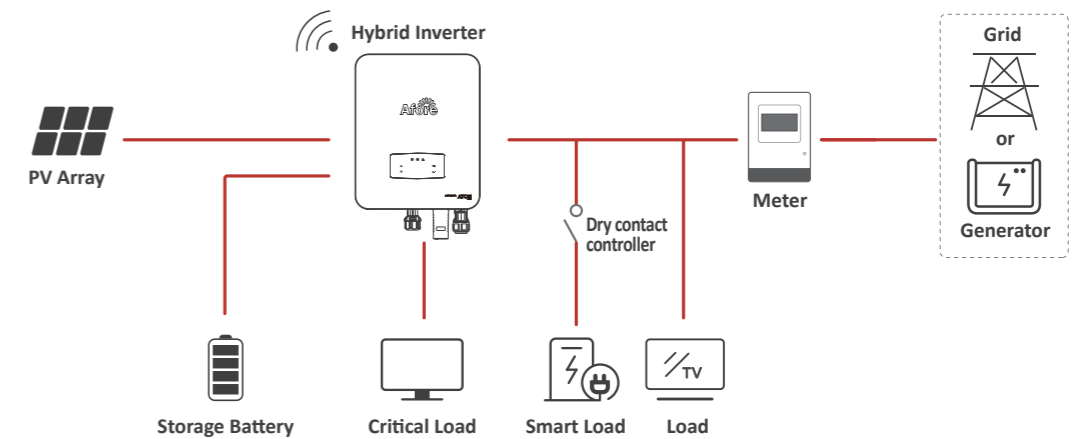 Hybrid Inverter
Grid
Afore
PV Array
or
Meter
Dry contact
controller
Generator
TV
Storage Battery
Critical Load
Smart Load
Load